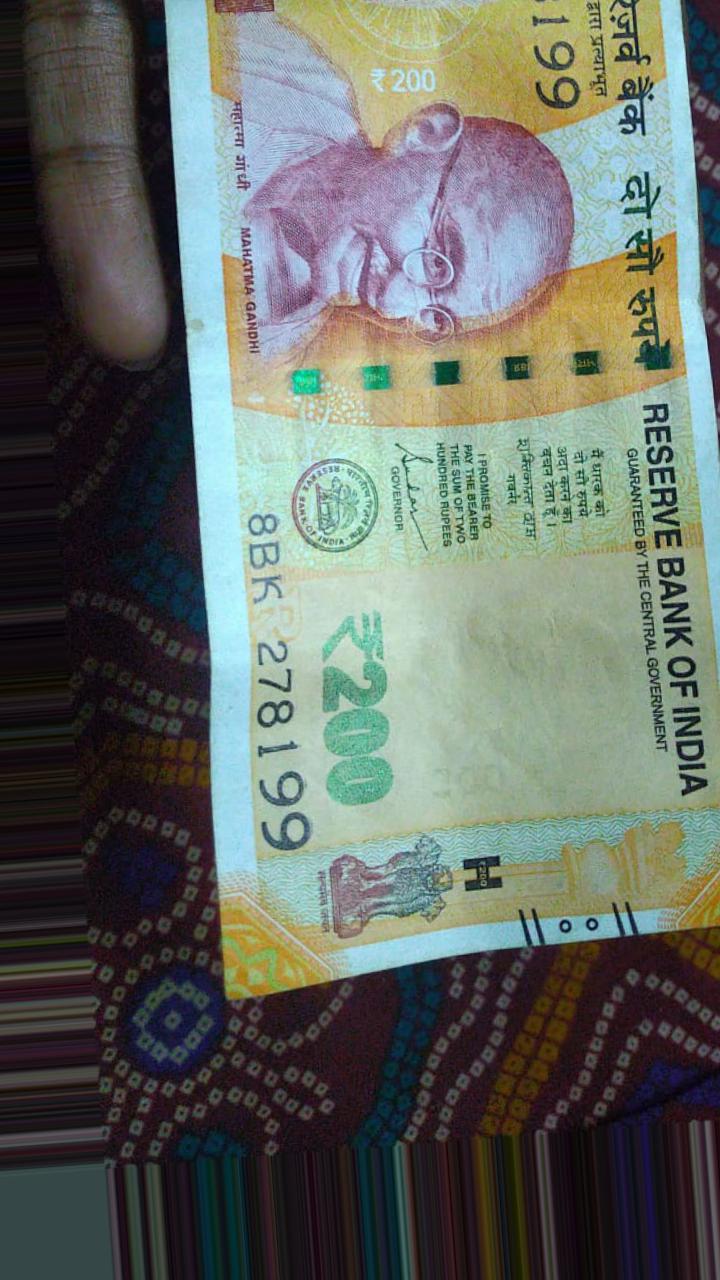 रिज़र्व बैंक
द्वारा प्रत्याभूत
199
₹200
महात्मा गांधी
MAHATMA GANDHI
दो सौ रुपये
RESERVE BANK OF INDIA
GUARANTEED BY THE CENTRAL GOVERNMENT
मैं धारक को
दो सौ रुपये
अदा करने का
वचन देता हूँ।
शक्तिकान्त दास
गवर्नर
I PROMISE TO
PAY THE BEARER
THE SUM OF TWO
HUNDRED RUPEES
GOVERNOR
RESERVE BANK OF INDIA
₹200
8BK 278199
₹200
सत्यमेव जयते